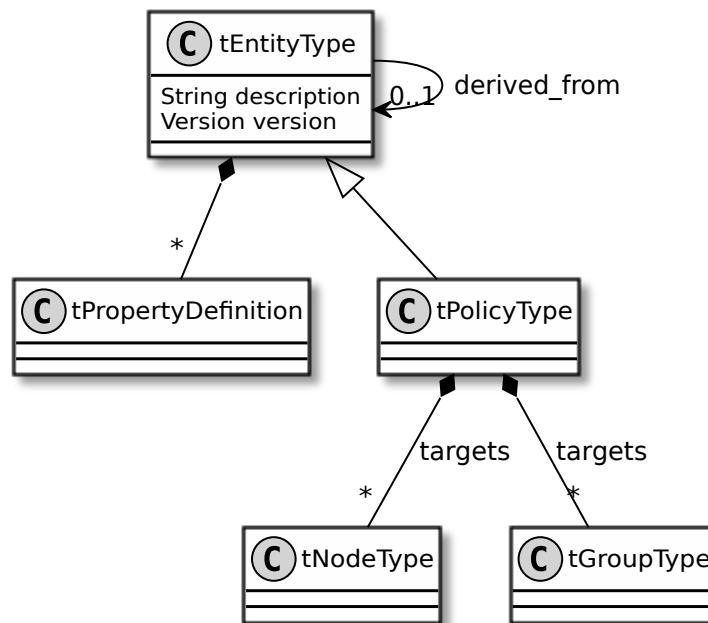 C tEntityType
String description
Version version
0..1
derived_from
*
C tPropertyDefinition
C tPolicyType
targets
targets
*
*
C tNodeType
C tGroupType